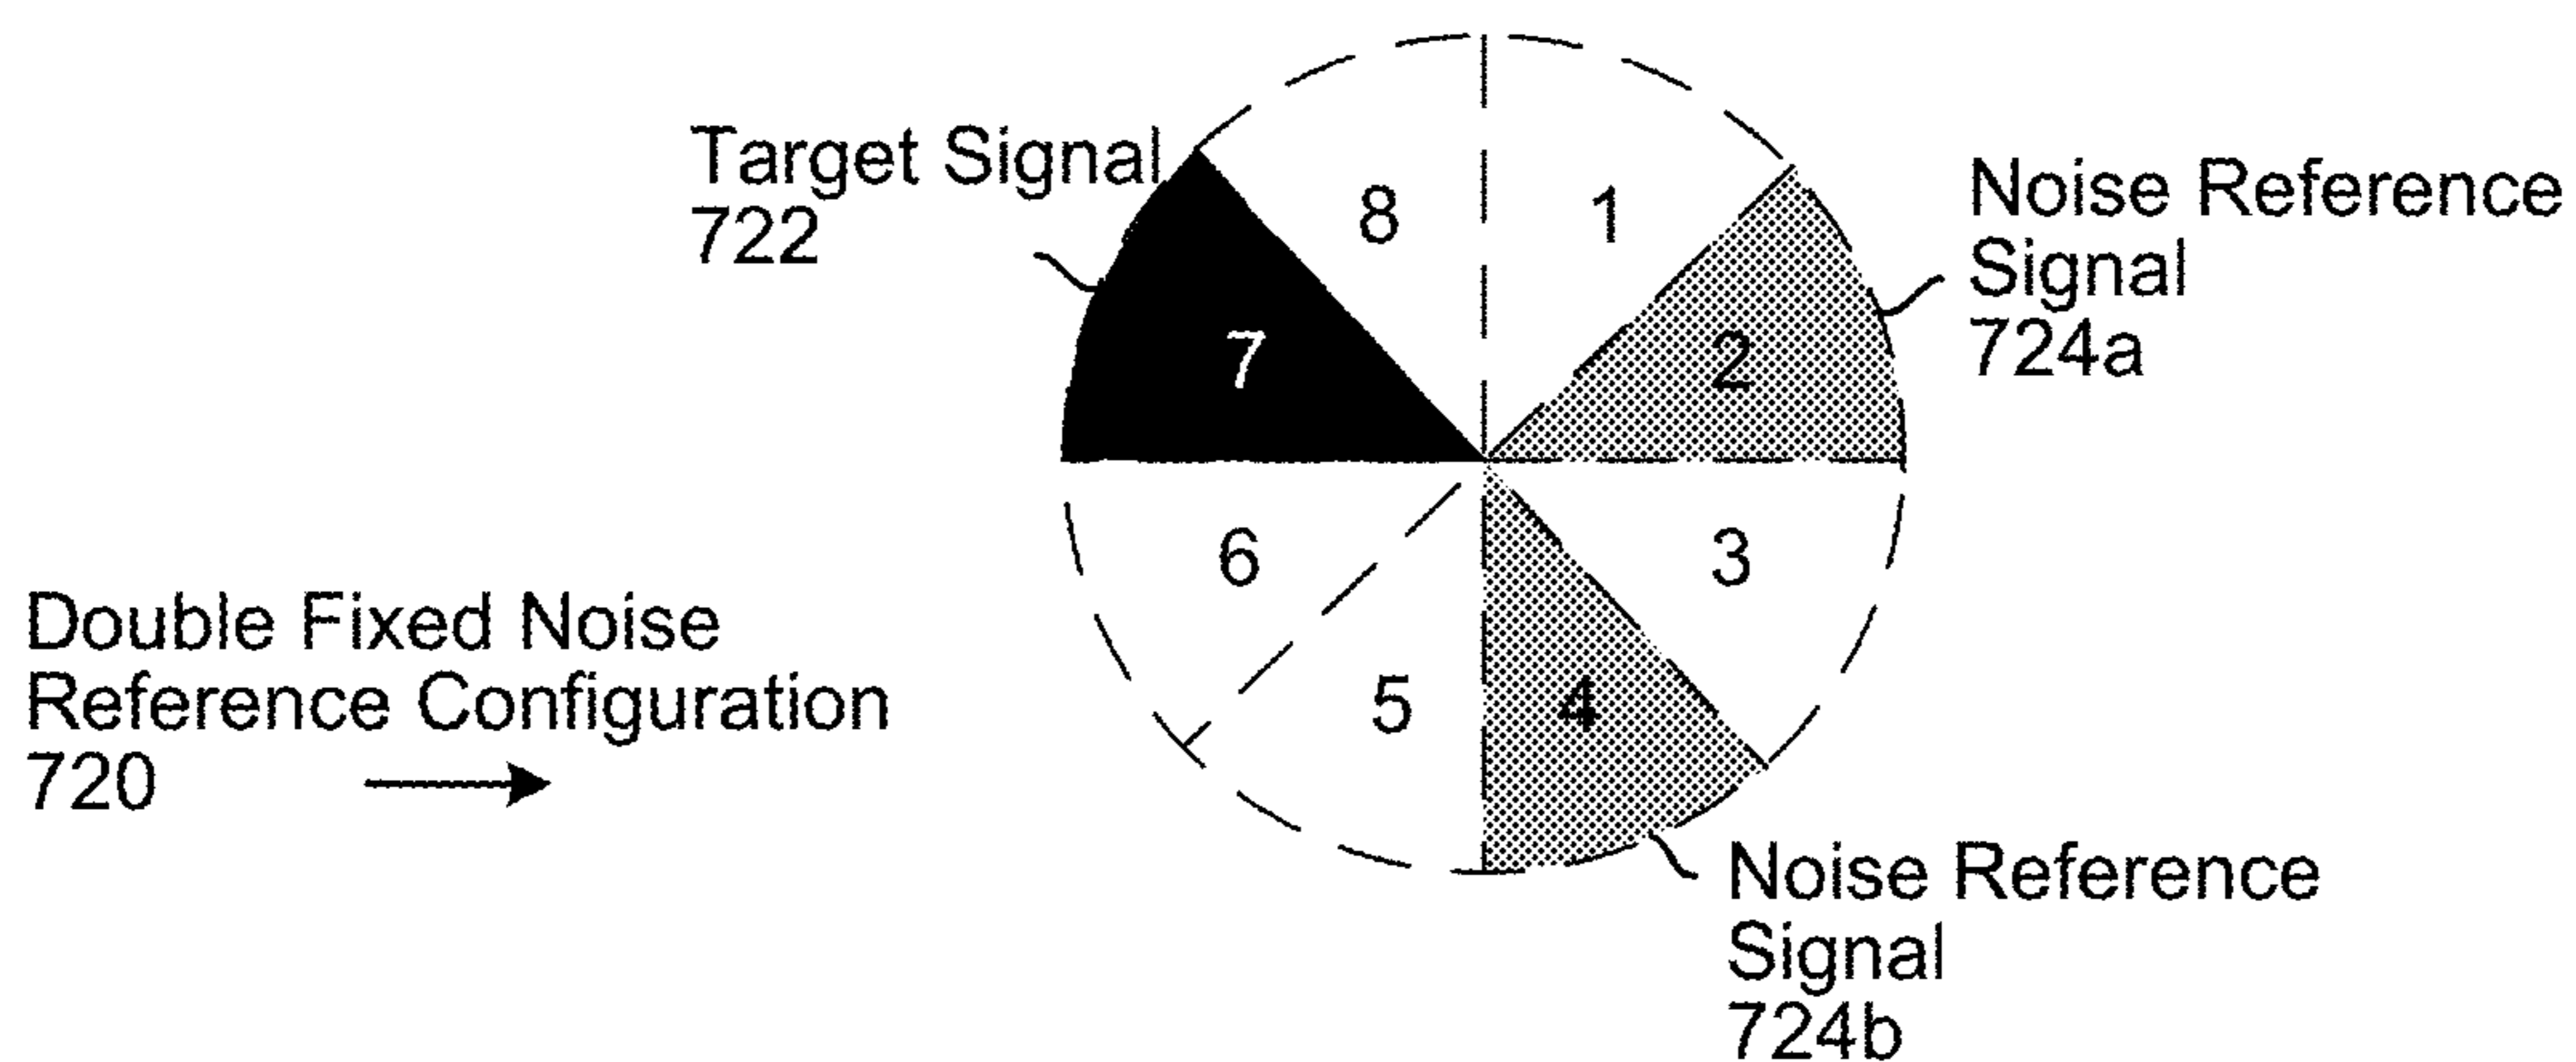 Target Signal
722
8
1
Noise Reference
Signal
724a
7
2
6
3
Double Fixed Noise
Reference Configuration
720
5
4
Noise Reference
Signal
724b